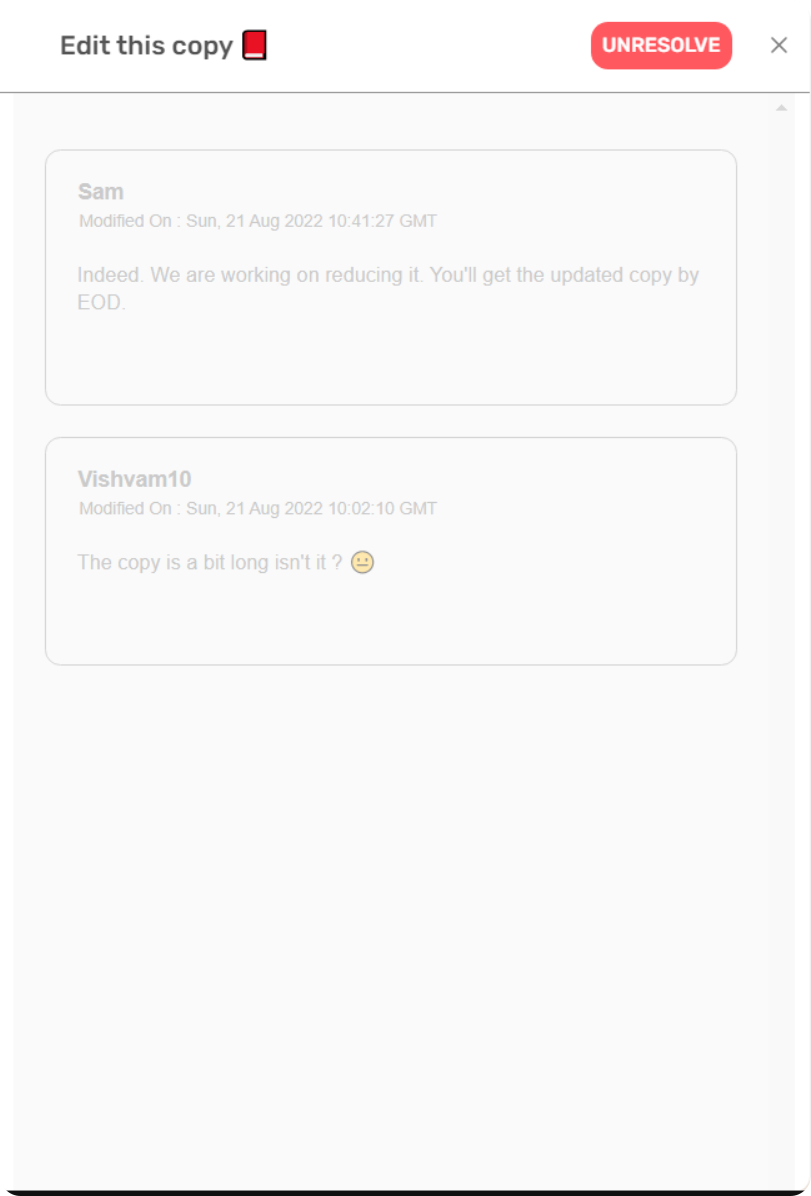 Edit this copy 📕
UNRESOLVE
Sam
Modified On : Sun, 21 Aug 2022 10:41:27 GMT
Indeed. We are working on reducing it. You'll get the updated copy by
EOD.
Vishvam10
Modified On : Sun, 21 Aug 2022 10:02:10 GMT
The copy is a bit long isn't it ? 😐